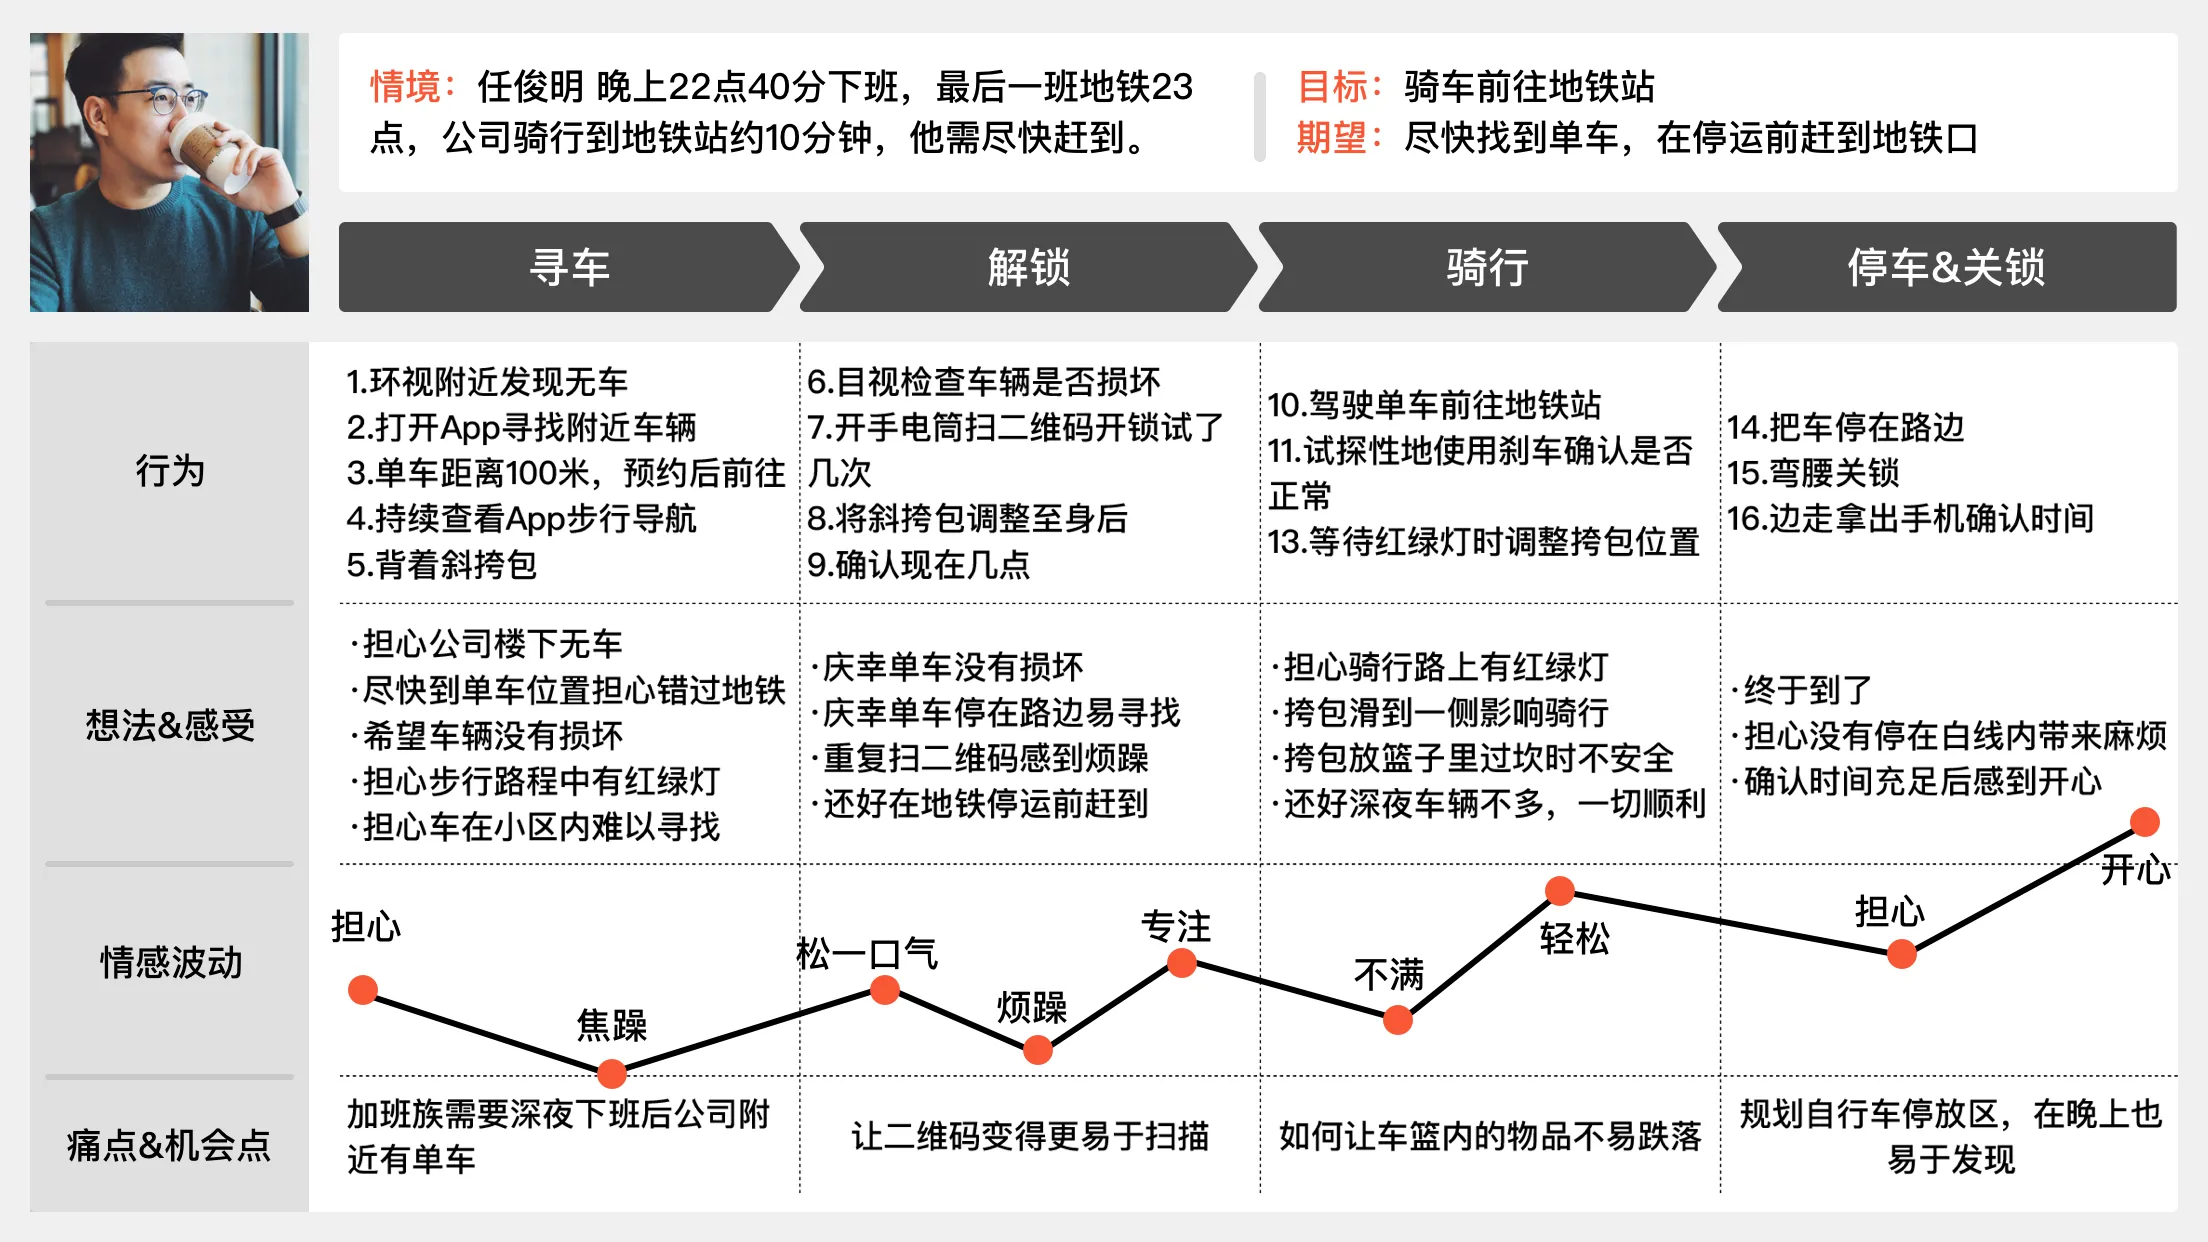 情境：任俊明 晚上22点40分下班，最后一班地铁23
点，公司骑行到地铁站约10分钟，他需尽快赶到。
目标：骑车前往地铁站
期望：尽快找到单车，在停运前赶到地铁口
寻车
解锁
骑行
停车&关锁
行为
1.环视附近发现无车
2.打开App寻找附近车辆
3.单车距离100米，预约后前往
4.持续查看App步行导航
5.背着斜挎包
6.目视检查车辆是否损坏
7.开手电筒扫二维码开锁试了
几次
8.将斜挎包调整至身后
9.确认现在几点
10.驾驶单车前往地铁站
11.试探性地使用刹车确认是否
正常
13.等待红绿灯时调整挎包位置
14.把车停在路边
15.弯腰关锁
16.边走拿出手机确认时间
想法&感受
·担心公司楼下无车
·尽快到单车位置担心错过地铁
·希望车辆没有损坏
·担心步行路程中有红绿灯
·担心车在小区内难以寻找
·庆幸单车没有损坏
·庆幸单车停在路边易寻找
·重复扫二维码感到烦躁
·还好在地铁停运前赶到
·担心骑行路上有红绿灯
·挎包滑到一侧影响骑行
·挎包放篮子里过坎时不安全
·还好深夜车辆不多，一切顺利
·终于到了
·担心没有停在白线内带来麻烦
·确认时间充足后感到开心
情感波动
担心
焦躁
松一口气
烦躁
专注
不满
轻松
担心
开心
痛点&机会点
加班族需要深夜下班后公司附
近有单车
让二维码变得更易于扫描
如何让车篮内的物品不易跌落
规划自行车停放区，在晚上也
易于发现